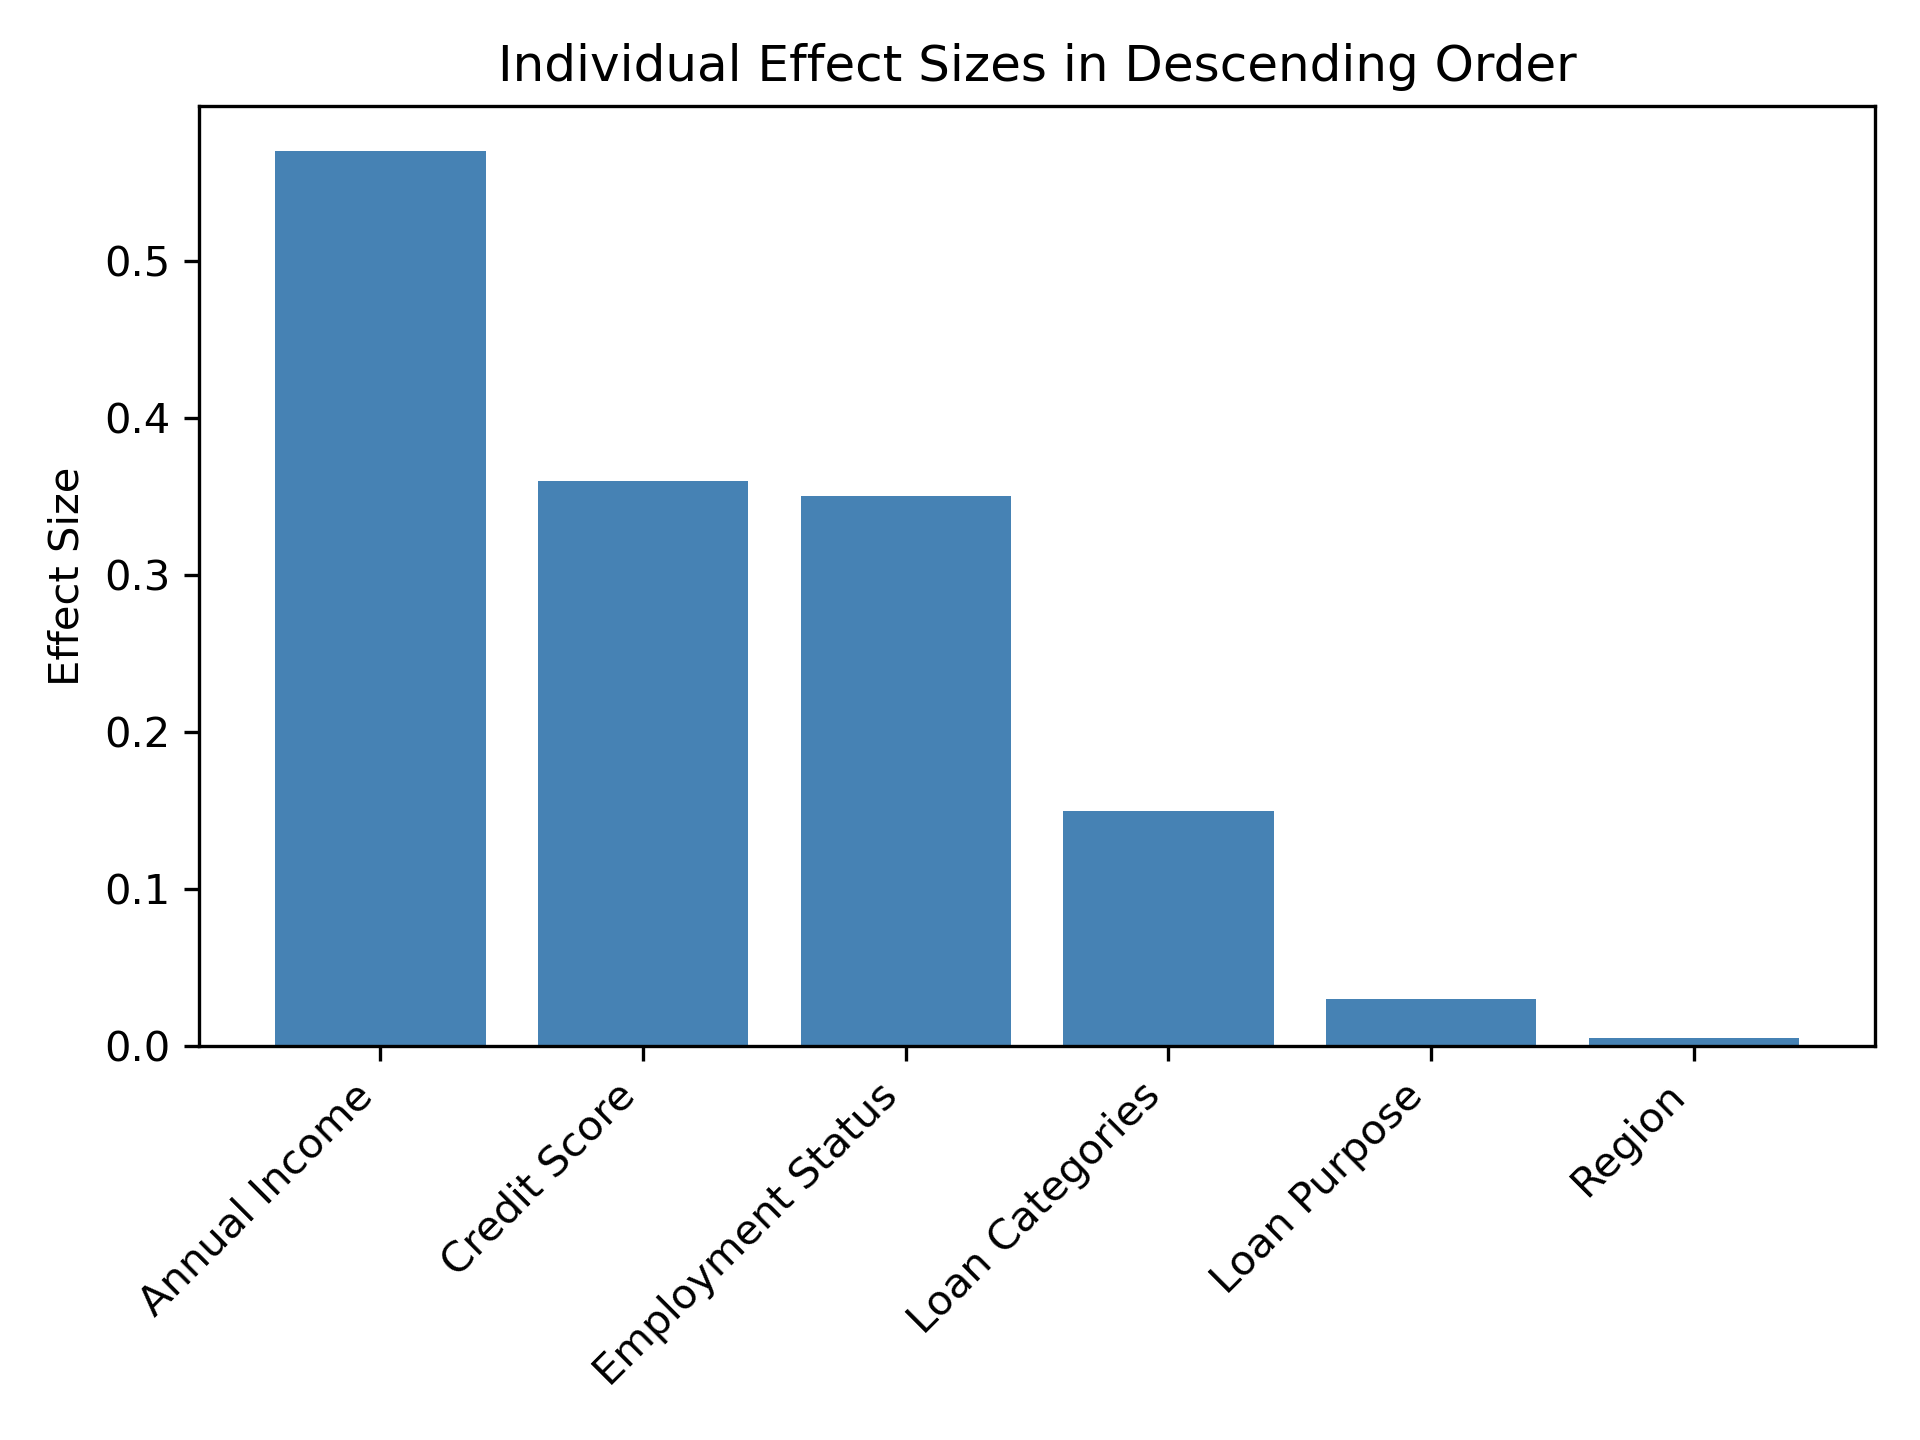 Individual Effect Sizes in Descending Order
Effect Size
0.5
0.4
0.3
0.2
0.1
0.0
Annual Income
Credit Score
Employment Status
Loan Categories
Loan Purpose
Region